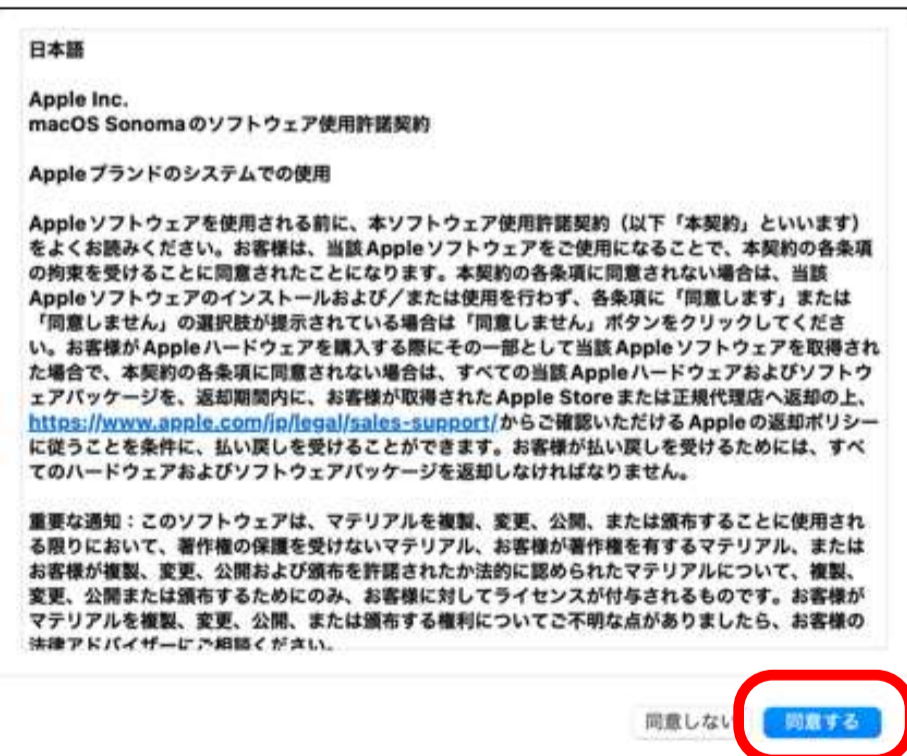 日本語
Apple Inc.
macOS Sonomaのソフトウェア使用許諾契約
Appleブランドのシステムでの使用
Appleソフトウェアを使用される前に、本ソフトウェア使用許諾契約（以下「本契約」といいます）
をよくお読みください。お客様は、当該Appleソフトウェアをご使用になることで、本契約の各条項
の拘束を受けることに同意されたことになります。本契約の各条項に同意されない場合は、当該
Appleソフトウェアのインストールおよび／または使用を行わず、各条項に「同意します」または
「同意しません」の選択肢が提示されている場合は「同意しません」ボタンをクリックしてくださ
い。お客様がAppleハードウェアを購入する際にその一部として当該Appleソフトウェアを取得され
た場合で、本契約の各条項に同意されない場合は、すべての当該Appleハードウェアおよびソフトウ
ェアパッケージを、返却期間内に、お客様が取得されたApple Storeまたは正規代理店へ返却の上、
https://www.apple.com/jp/legal/sales-support/からご確認いただけるAppleの返却ポリシー
に従うことを条件に、払い戻しを受けることができます。お客様が払い戻しを受けるためには、すべ
てのハードウェアおよびソフトウェアパッケージを返却しなければなりません。
重要な通知：このソフトウェアは、マテリアルを複製、変更、公開、または頒布することに使用され
る限りにおいて、著作権の保護を受けないマテリアル、お客様が著作権を有するマテリアル、または
お客様が複製、変更、公開および頒布を許諾されたか法的に認められたマテリアルについて、複製、
変更、公開または頒布するためにのみ、お客様に対してライセンスが付与されるものです。お客様が
マテリアルを複製、変更、公開、または頒布する権利についてご不明な点がありましたら、お客様の
法律アドバイザーにご相談ください。
同意しない
同意する